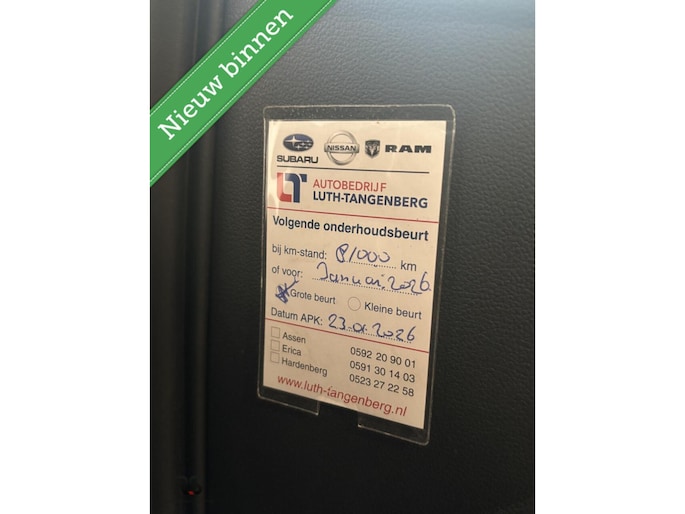 Nieuw binnen
SUBARU NISSAN RAM
LT AUTOBEDRIJF
LUTH-TANGENBERG
Volgende onderhoudsbeurt
bij km-stand: 81000 km
of voor: Januari 2026
Grote beurt Kleine beurt
Datum APK: 23-01-2026
Assen 0592 20 90 01
Erica 0591 30 14 03
Hardenberg 0523 27 22 58
www.luth-tangenberg.nl